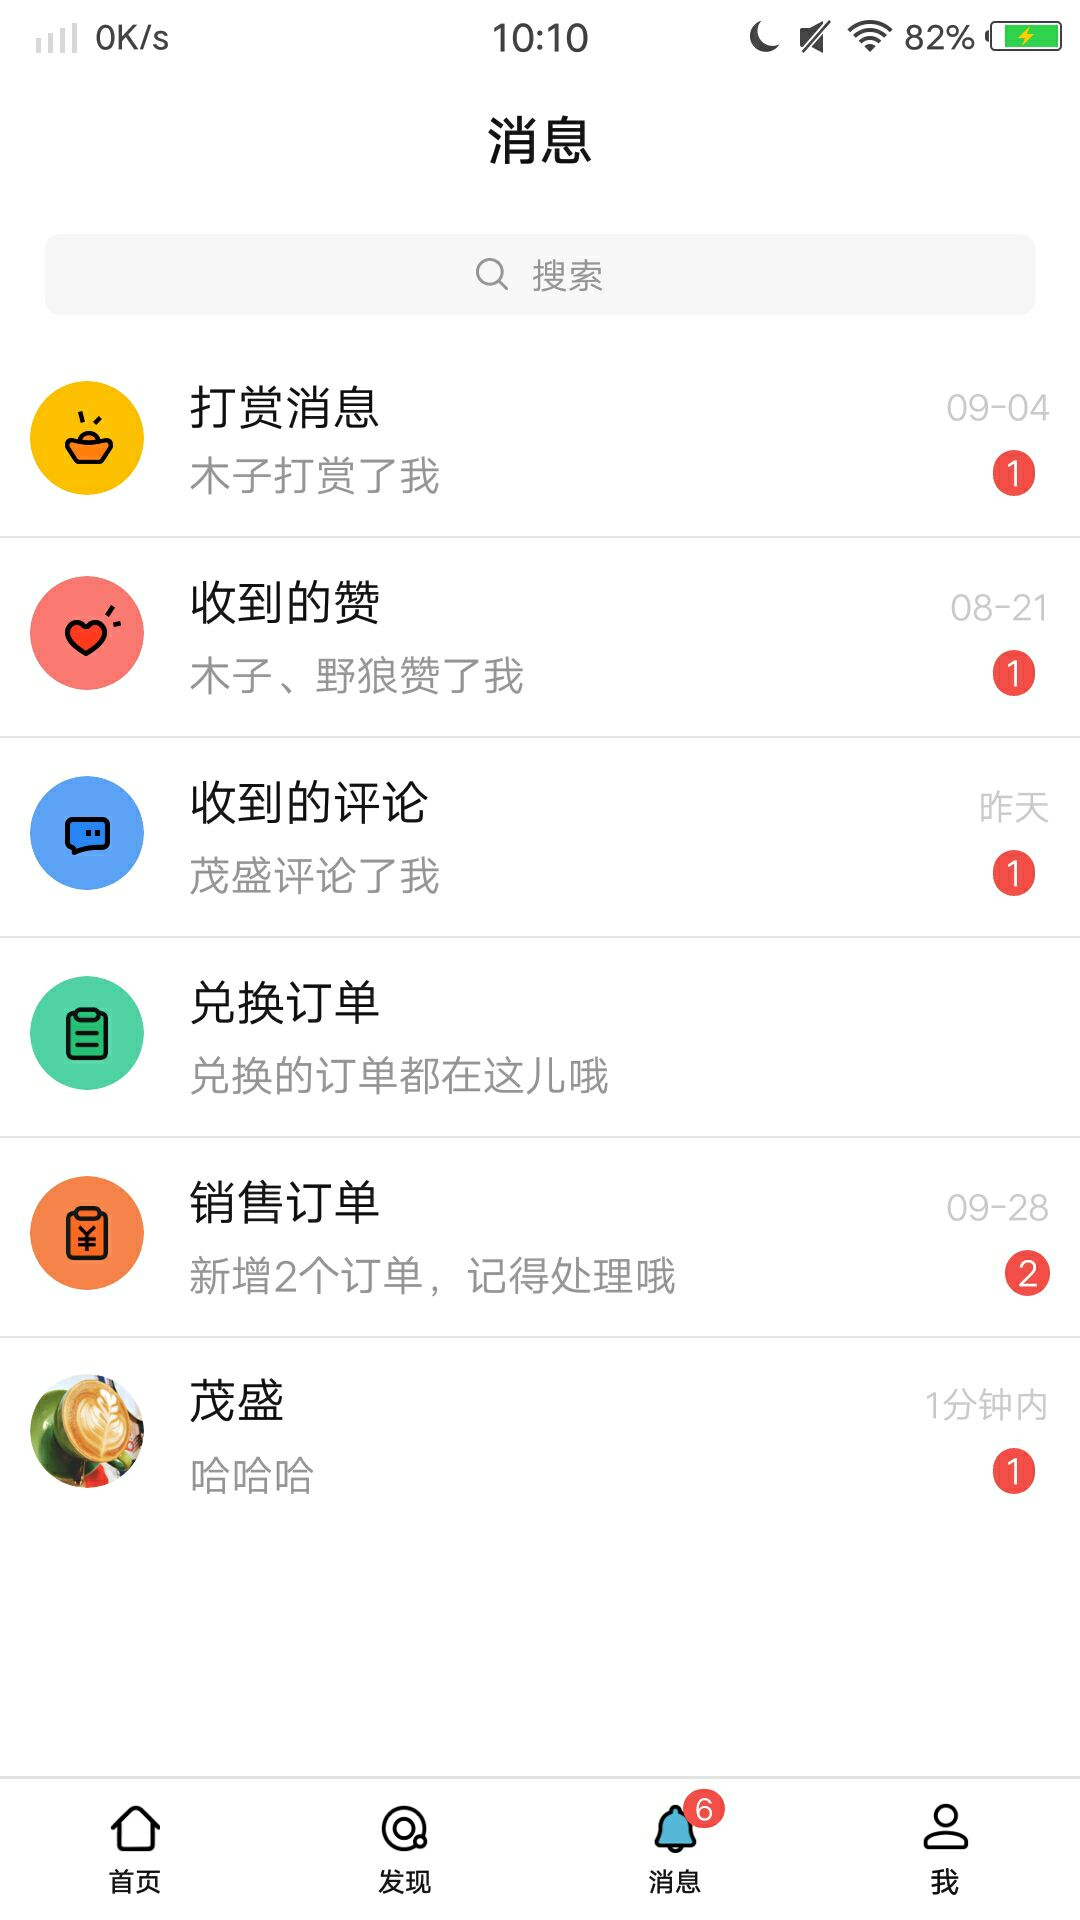 0K/s 10:10 82%
消息
搜索
打赏消息 09-04
木子打赏了我 1
收到的赞 08-21
木子、野狼赞了我 1
收到的评论 昨天
茂盛评论了我 1
兑换订单
兑换的订单都在这儿哦
销售订单 09-28
新增2个订单，记得处理哦 2
茂盛 1分钟内
哈哈哈 1
6
首页 发现 消息 我